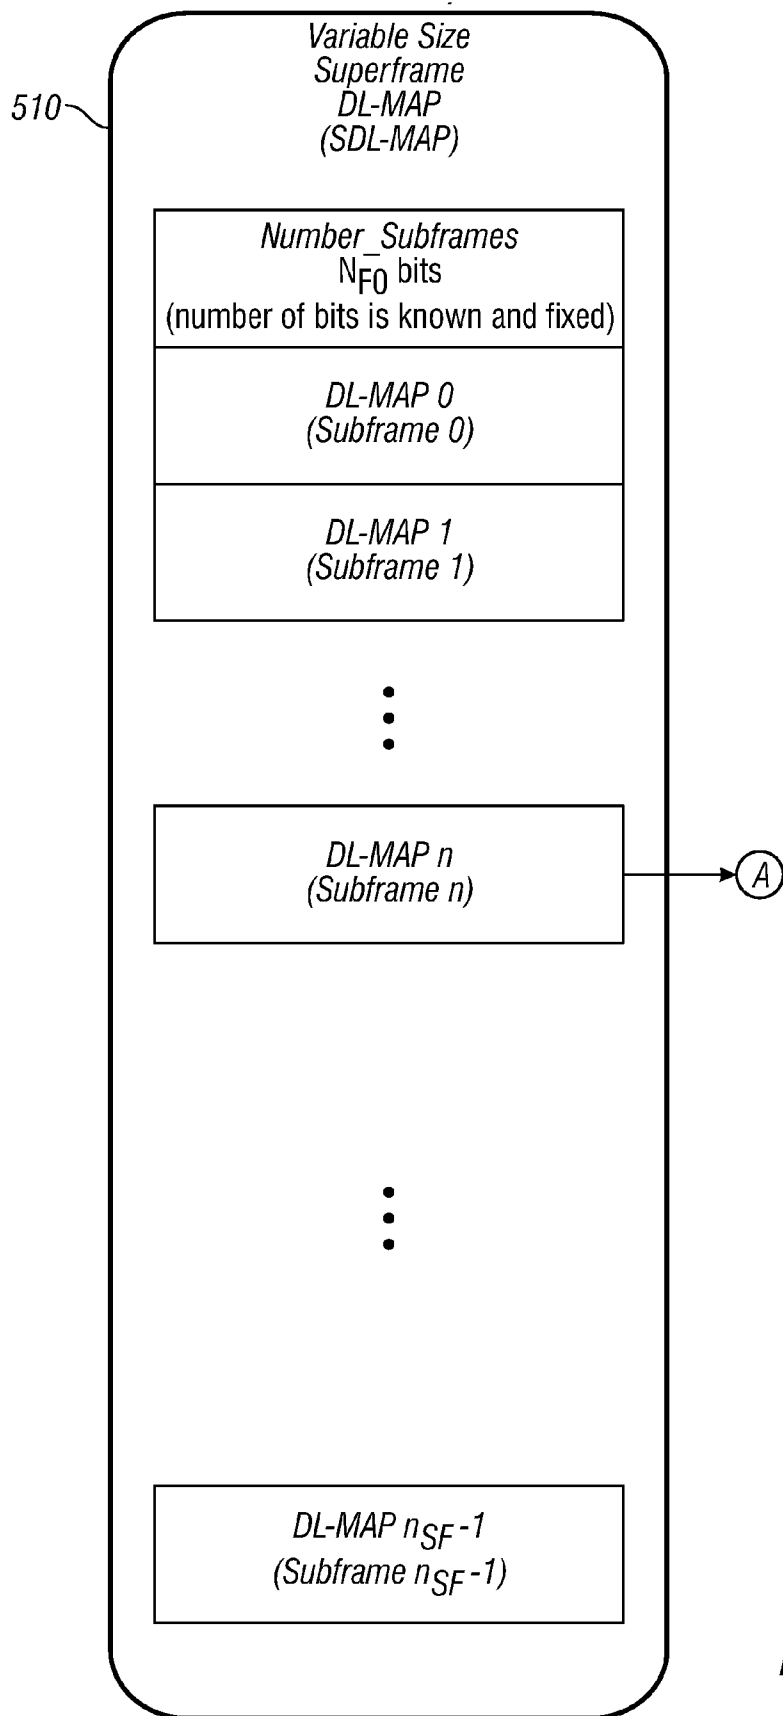 Variable Size
Superframe
DL-MAP
(SDL-MAP)
510
Number_Subframes
NF0 bits
(number of bits is known and fixed)
DL-MAP 0
(Subframe 0)
DL-MAP 1
(Subframe 1)
DL-MAP n
(Subframe n)
A
DL-MAP nSF-1
(Subframe nSF-1)